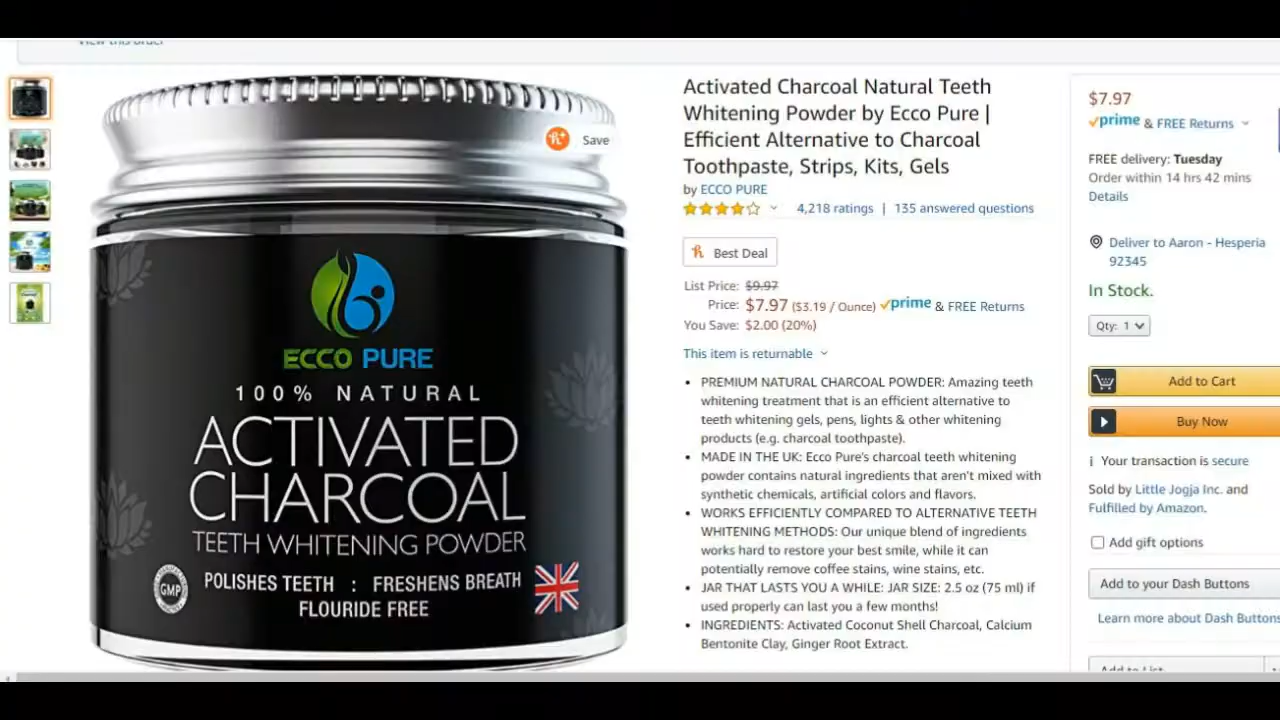 View this order
Save
ECCO PURE
100% NATURAL
ACTIVATED
CHARCOAL
TEETH WHITENING POWDER
GMP
POLISHES TEETH : FRESHENS BREATH
FLOURIDE FREE
Activated Charcoal Natural Teeth
Whitening Powder by Ecco Pure |
Efficient Alternative to Charcoal
Toothpaste, Strips, Kits, Gels
by ECCO PURE
4,218 ratings | 135 answered questions
Best Deal
List Price: $9.97
Price: $7.97 ($3.19 / Ounce) prime & FREE Returns
You Save: $2.00 (20%)
This item is returnable
• PREMIUM NATURAL CHARCOAL POWDER: Amazing teeth
whitening treatment that is an efficient alternative to
teeth whitening gels, pens, lights & other whitening
products (e.g. charcoal toothpaste).
• MADE IN THE UK: Ecco Pure's charcoal teeth whitening
powder contains natural ingredients that aren't mixed with
synthetic chemicals, artificial colors and flavors.
• WORKS EFFICIENTLY COMPARED TO ALTERNATIVE TEETH
WHITENING METHODS: Our unique blend of ingredients
works hard to restore your best smile, while it can
potentially remove coffee stains, wine stains, etc.
• JAR THAT LASTS YOU A WHILE: JAR SIZE: 2.5 oz (75 ml) if
used properly can last you a few months!
• INGREDIENTS: Activated Coconut Shell Charcoal, Calcium
Bentonite Clay, Ginger Root Extract.
$7.97
prime & FREE Returns
FREE delivery: Tuesday
Order within 14 hrs 42 mins
Details
Deliver to Aaron - Hesperia
92345
In Stock.
Qty: 1
Add to Cart
Buy Now
Your transaction is secure
Sold by Little Jogja Inc. and
Fulfilled by Amazon.
Add gift options
Add to your Dash Buttons
Learn more about Dash Buttons
Add to List